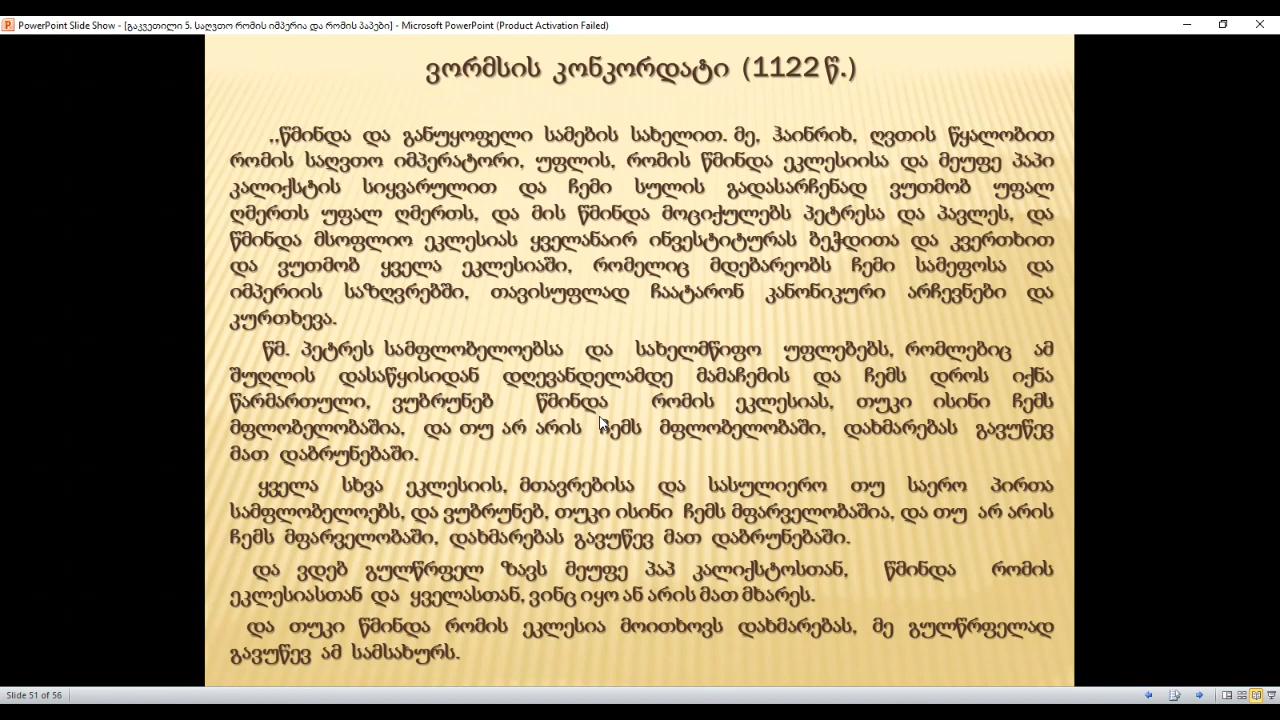 PowerPoint Slide Show - [გაკვეთილი 5. საღვთო რომის იმპერია და რომის პაპები] - Microsoft PowerPoint (Product Activation Failed)
ვორმსის კონკორდატი (1122 წ.)
,,წმინდა და განუყოფელი სამების სახელით. მე, ჰაინრიხ, ღვთის წყალობით
რომის საღვთო იმპერატორი, უფლის, რომის წმინდა ეკლესიისა და მეუფე პაპი
კალიქსტის სიყვარულით და ჩემი სულის გადასარჩენად ვუთმობ უფალ
ღმერთს უფალ ღმერთს, და მის წმინდა მოციქულებს პეტრესა და პავლეს, და
წმინდა მსოფლიო ეკლესიას ყველანაირ ინვესტიტურას ბეჭდითა და კვერთხით
და ვუთმობ ყველა ეკლესიაში, რომელიც მდებარეობს ჩემი სამეფოსა და
იმპერიის საზღვრებში, თავისუფლად ჩაატარონ კანონიკური არჩევნები და
კურთხევა.
წმ. პეტრეს სამფლობელოებსა და სახელმწიფო უფლებებს, რომლებიც ამ
შუღლის დასაწყისიდან დღევანდელამდე მამაჩემის და ჩემს დროს იქნა
წარმართული, ვუბრუნებ წმინდა რომის ეკლესიას, თუკი ისინი ჩემს
მფლობელობაშია, და თუ არ არის ჩემს მფლობელობაში, დახმარებას გავუწევ
მათ დაბრუნებაში.
ყველა სხვა ეკლესიის, მთავრებისა და სასულიერო თუ საერო პირთა
სამფლობელოებს, და ვუბრუნებ, თუკი ისინი ჩემს მფარველობაშია, და თუ არ არის
ჩემს მფარველობაში, დახმარებას გავუწევ მათ დაბრუნებაში.
და ვდებ გულწრფელ ზავს მეუფე პაპ კალიქსტოსთან, წმინდა რომის
ეკლესიასთან და ყველასთან, ვინც იყო ან არის მათ მხარეს.
და თუკი წმინდა რომის ეკლესია მოითხოვს დახმარებას, მე გულწრფელად
გავუწევ ამ სამსახურს.
Slide 51 of 56